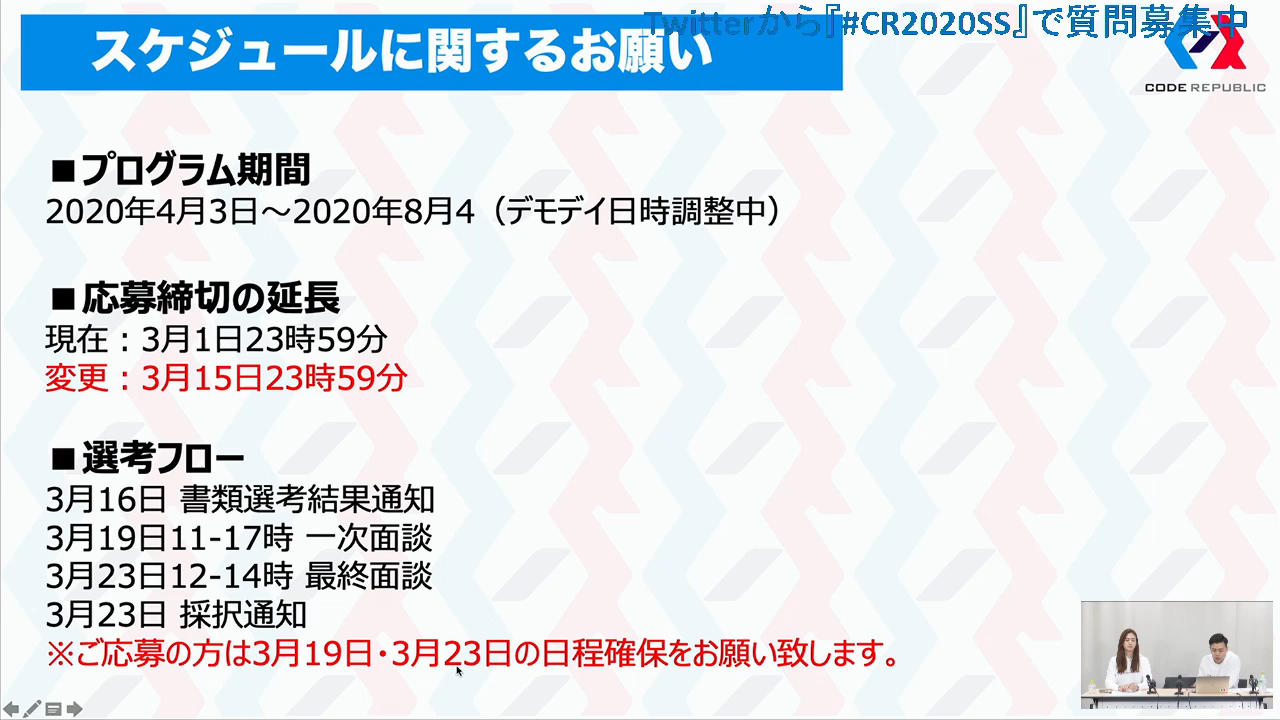 Twitterから『#CR2020SS』で質問募集中
スケジュールに関するお願い
CODE REPUBLIC
■プログラム期間
2020年4月3日～2020年8月4（デモデイ日時調整中）
■応募締切の延長
現在：3月1日23時59分
変更：3月15日23時59分
■選考フロー
3月16日 書類選考結果通知
3月19日11-17時 一次面談
3月23日12-14時 最終面談
3月23日 採択通知
※ご応募の方は3月19日・3月23日の日程確保をお願い致します。